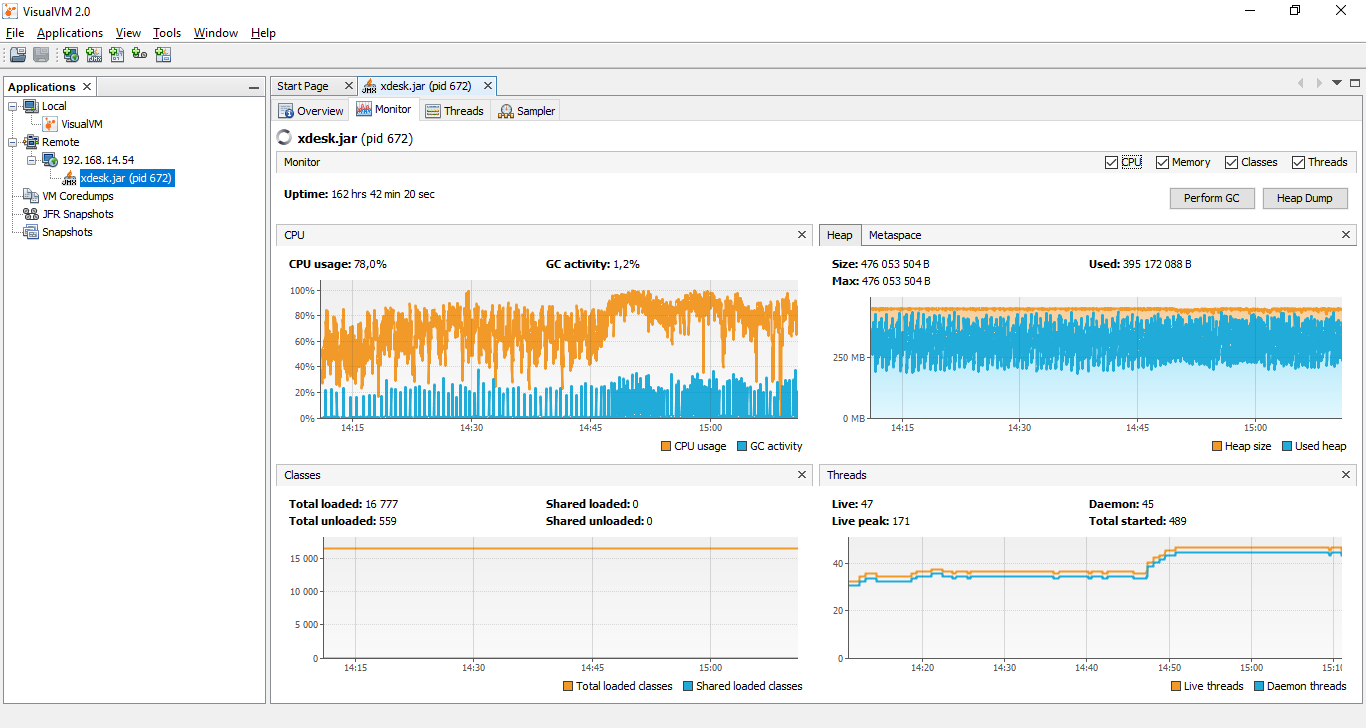 VisualVM 2.0
File Applications View Tools Window Help
Applications
Local
VisualVM
Remote
192.168.14.54
xdesk.jar (pid 672)
VM Coredumps
JFR Snapshots
Snapshots
Start Page xdesk.jar (pid 672)
Overview Monitor Threads Sampler
xdesk.jar (pid 672)
Monitor CPU Memory Classes Threads
Uptime: 162 hrs 42 min 20 sec
Perform GC Heap Dump
CPU
CPU usage: 78,0% GC activity: 1,2%
100%
80%
60%
40%
20%
0%
14:15 14:30 14:45 15:00
CPU usage GC activity
Heap Metaspace
Size: 476 053 504 B Used: 395 172 088 B
Max: 476 053 504 B
250 MB
0 MB
14:15 14:30 14:45 15:00
Heap size Used heap
Classes
Total loaded: 16 777 Shared loaded: 0
Total unloaded: 559 Shared unloaded: 0
15 000
10 000
5 000
0
14:15 14:30 14:45 15:00
Total loaded classes Shared loaded classes
Threads
Live: 47 Daemon: 45
Live peak: 171 Total started: 489
40
20
0
14:20 14:30 14:40 14:50 15:00 15:1
Live threads Daemon threads